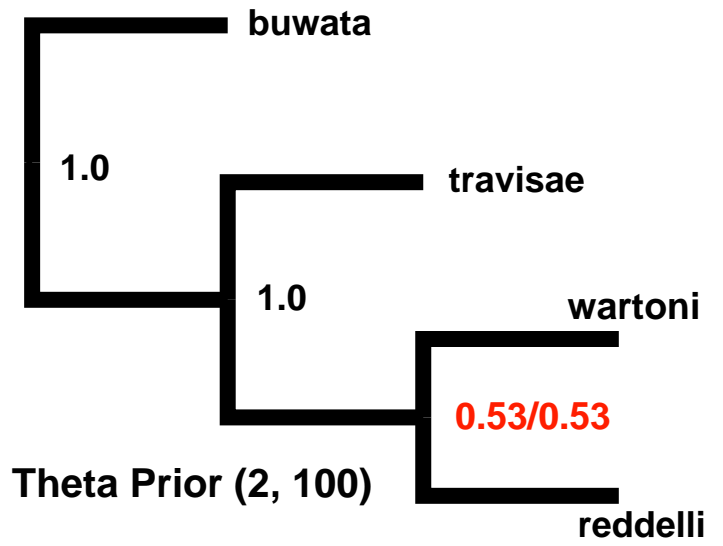 buwata
1.0
travisae
1.0
wartoni
0.53/0.53
Theta Prior (2, 100)
reddelli